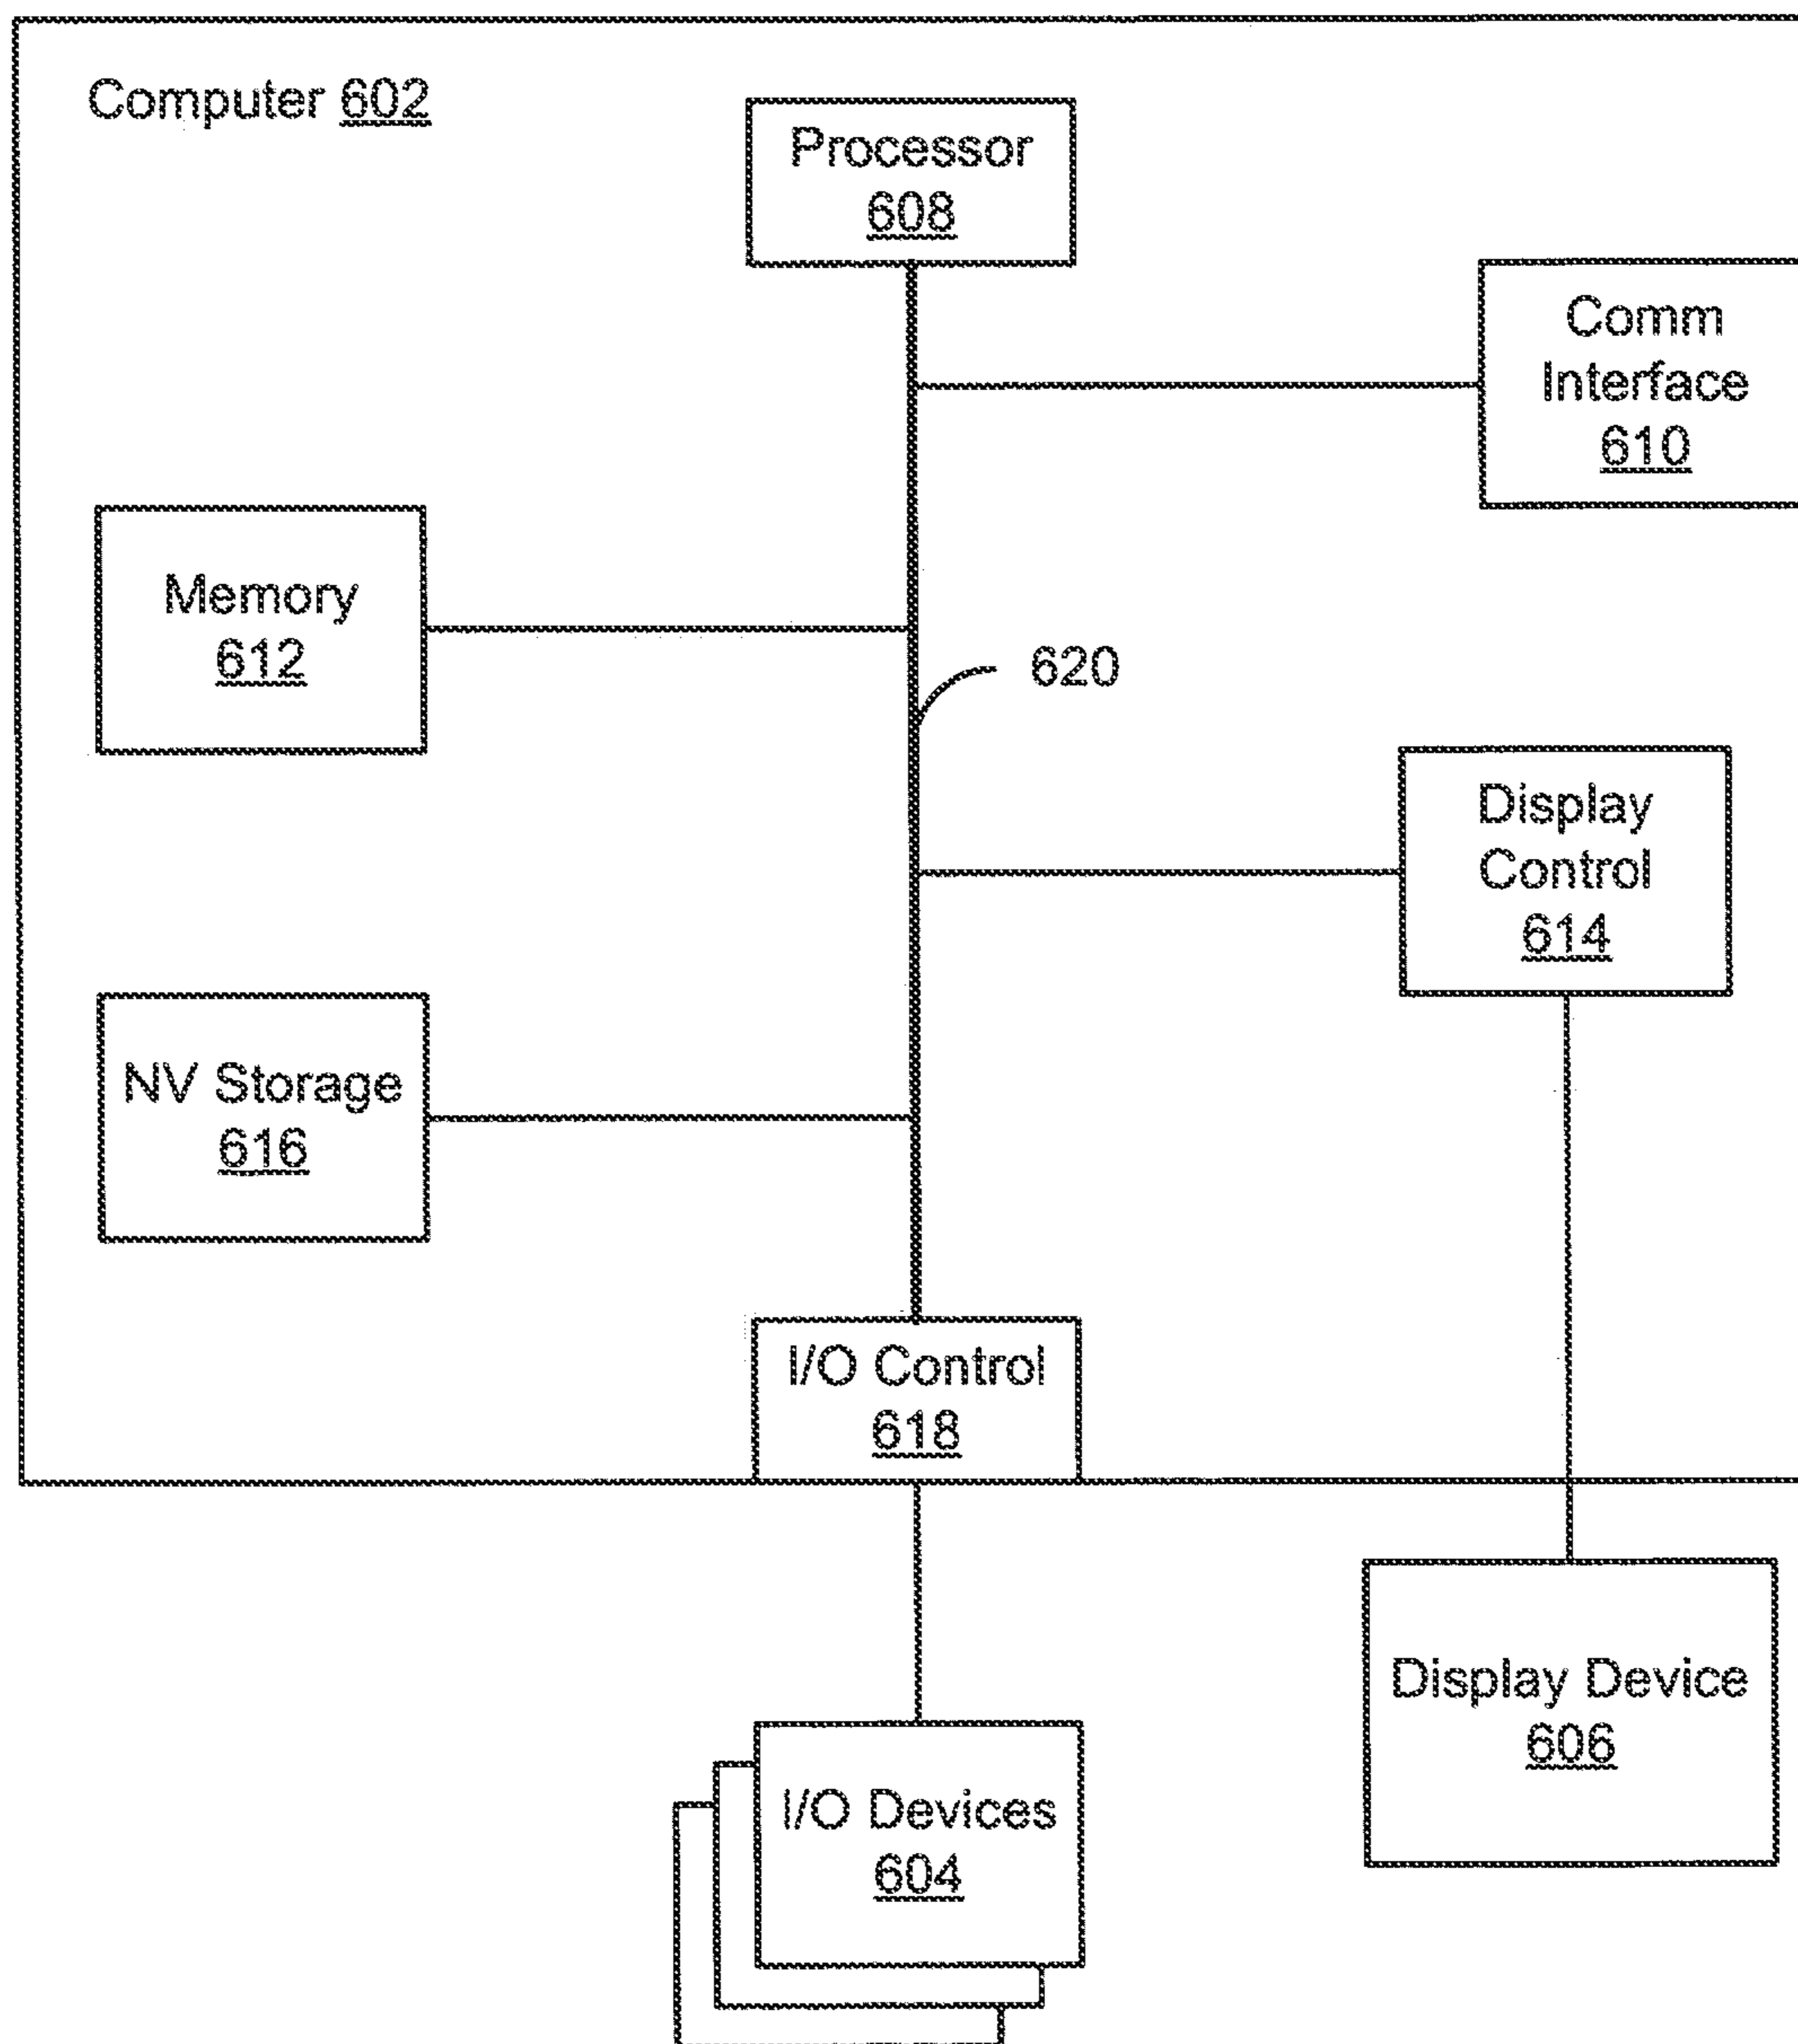 Computer 602
Processor
608
Comm
Interface
610
Memory
612
620
Display
Control
614
NV Storage
616
I/O Control
618
Display Device
606
I/O Devices
604